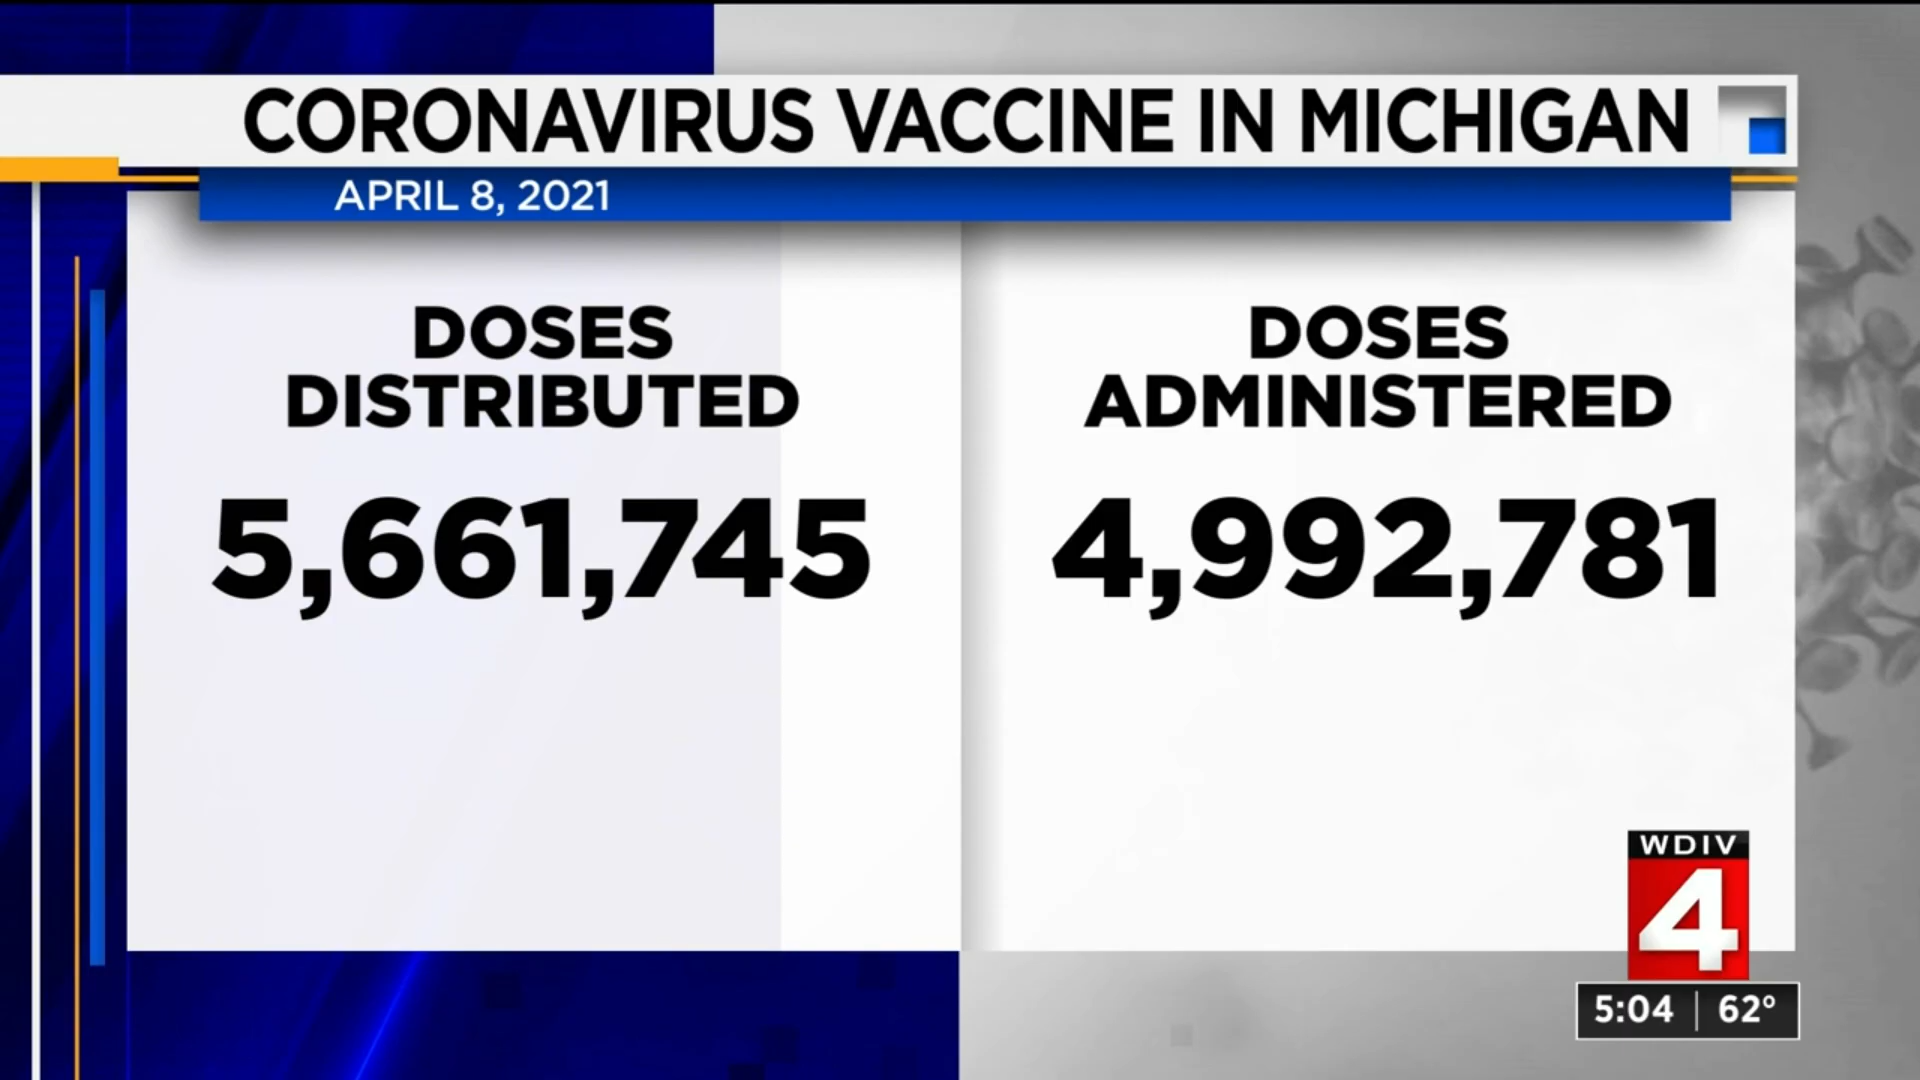 CORONAVIRUS VACCINE IN MICHIGAN
APRIL 8, 2021
DOSES
DISTRIBUTED
5,661,745
DOSES
ADMINISTERED
4,992,781
WDIV
4
5:04 62°